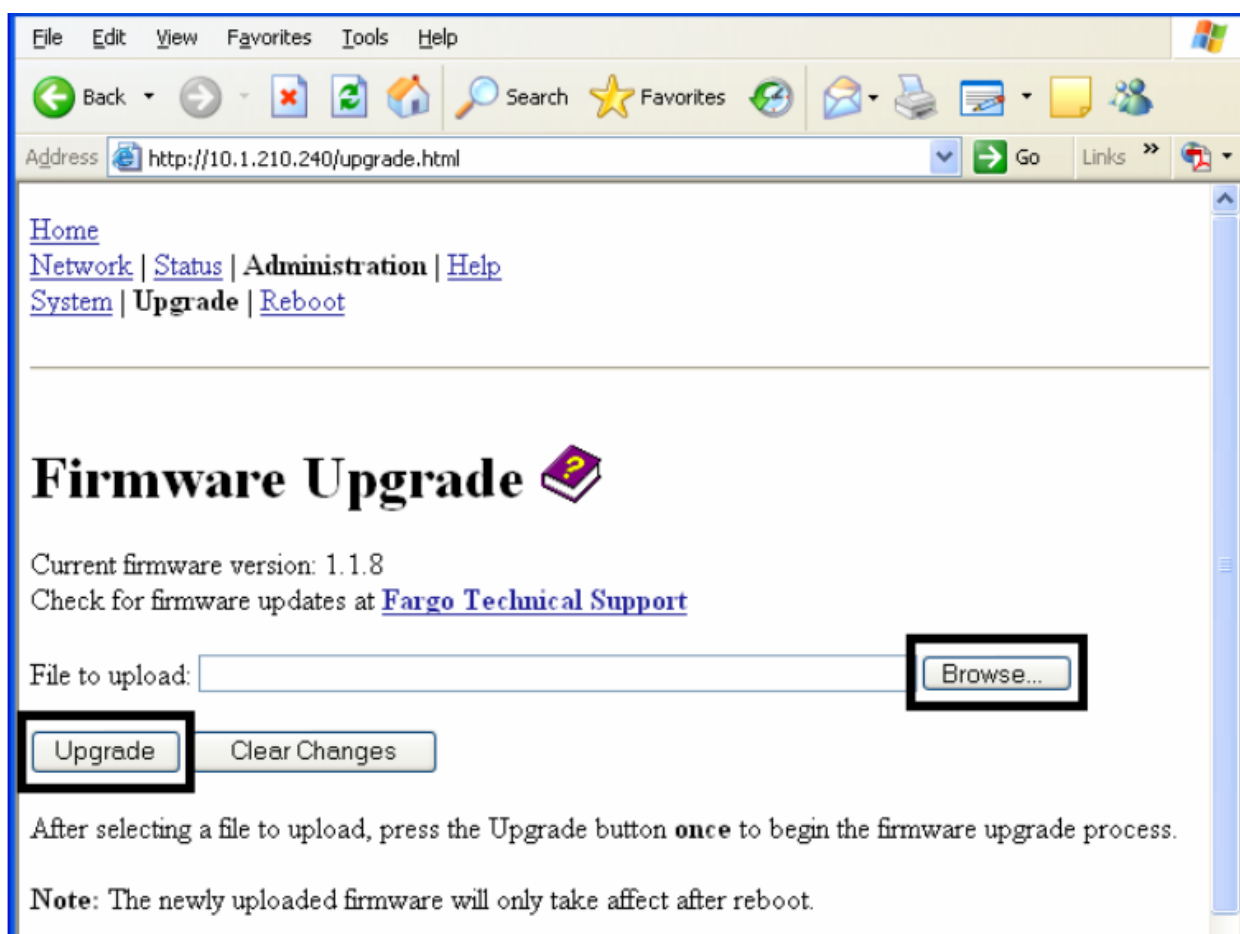 File Edit View Favorites Tools Help
Back Search Favorites
Address http://10.1.210.240/upgrade.html Go Links »
Home
Network | Status | Administration | Help
System | Upgrade | Reboot
Firmware Upgrade ?
Current firmware version: 1.1.8
Check for firmware updates at Fargo Technical Support
File to upload: Browse...
Upgrade Clear Changes
After selecting a file to upload, press the Upgrade button once to begin the firmware upgrade process.
Note: The newly uploaded firmware will only take affect after reboot.